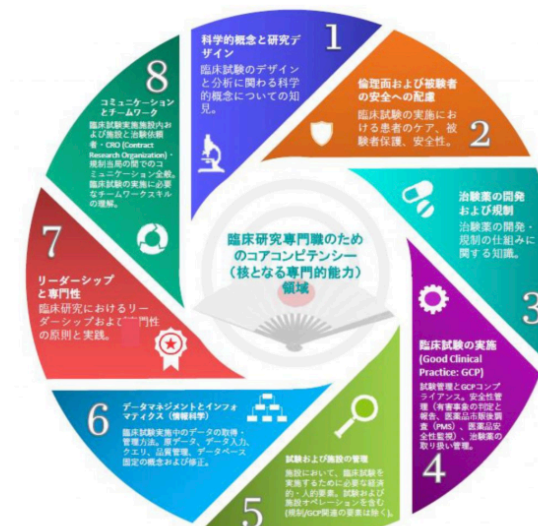 臨床研究専門職のため
のコアコンピテンシー
（核となる専門的能力）
領域
1
科学的概念と研究デ
ザイン
臨床試験のデザイン
と分析に関わる科学
的概念についての知
見。
2
倫理面および被験者
の安全への配慮
臨床試験の実施にお
ける患者のケア、被
験者保護、安全性。
3
治験薬の開発
および規制
治験薬の開発・
規制の仕組みに
関する知識。
4
臨床試験の実施
(Good Clinical
Practice: GCP)
試験管理とGCPコンプ
ライアンス。安全性管
理（有害事象の判定と
報告、医薬品市販後調
査（PMS）、医薬品安
全性監視）、治験薬の
取り扱い管理。
5
試験および施設の管理
施設において、臨床試験を
実施するために必要な経済
的・人的要素。試験および
施設オペレーションを含む
(規制/GCP関連の要素は除く)。
6
データマネジメントとインフォ
マティクス（情報科学）
臨床試験実施中のデータの取得・
管理方法。原データ、データ入力、
クエリ、品質管理、データベース
固定の概念および修正。
7
リーダーシップ
と専門性
臨床研究におけるリー
ダーシップおよび専門性
の原則と実践。
8
コミュニケーション
とチームワーク
臨床試験実施施設内お
よび施設と治験依頼
者・CRO (Contract
Research Organization)・
規制当局の間でのコ
ミュニケーション全般。
臨床試験の実施に必要
なチームワークスキル
の理解。